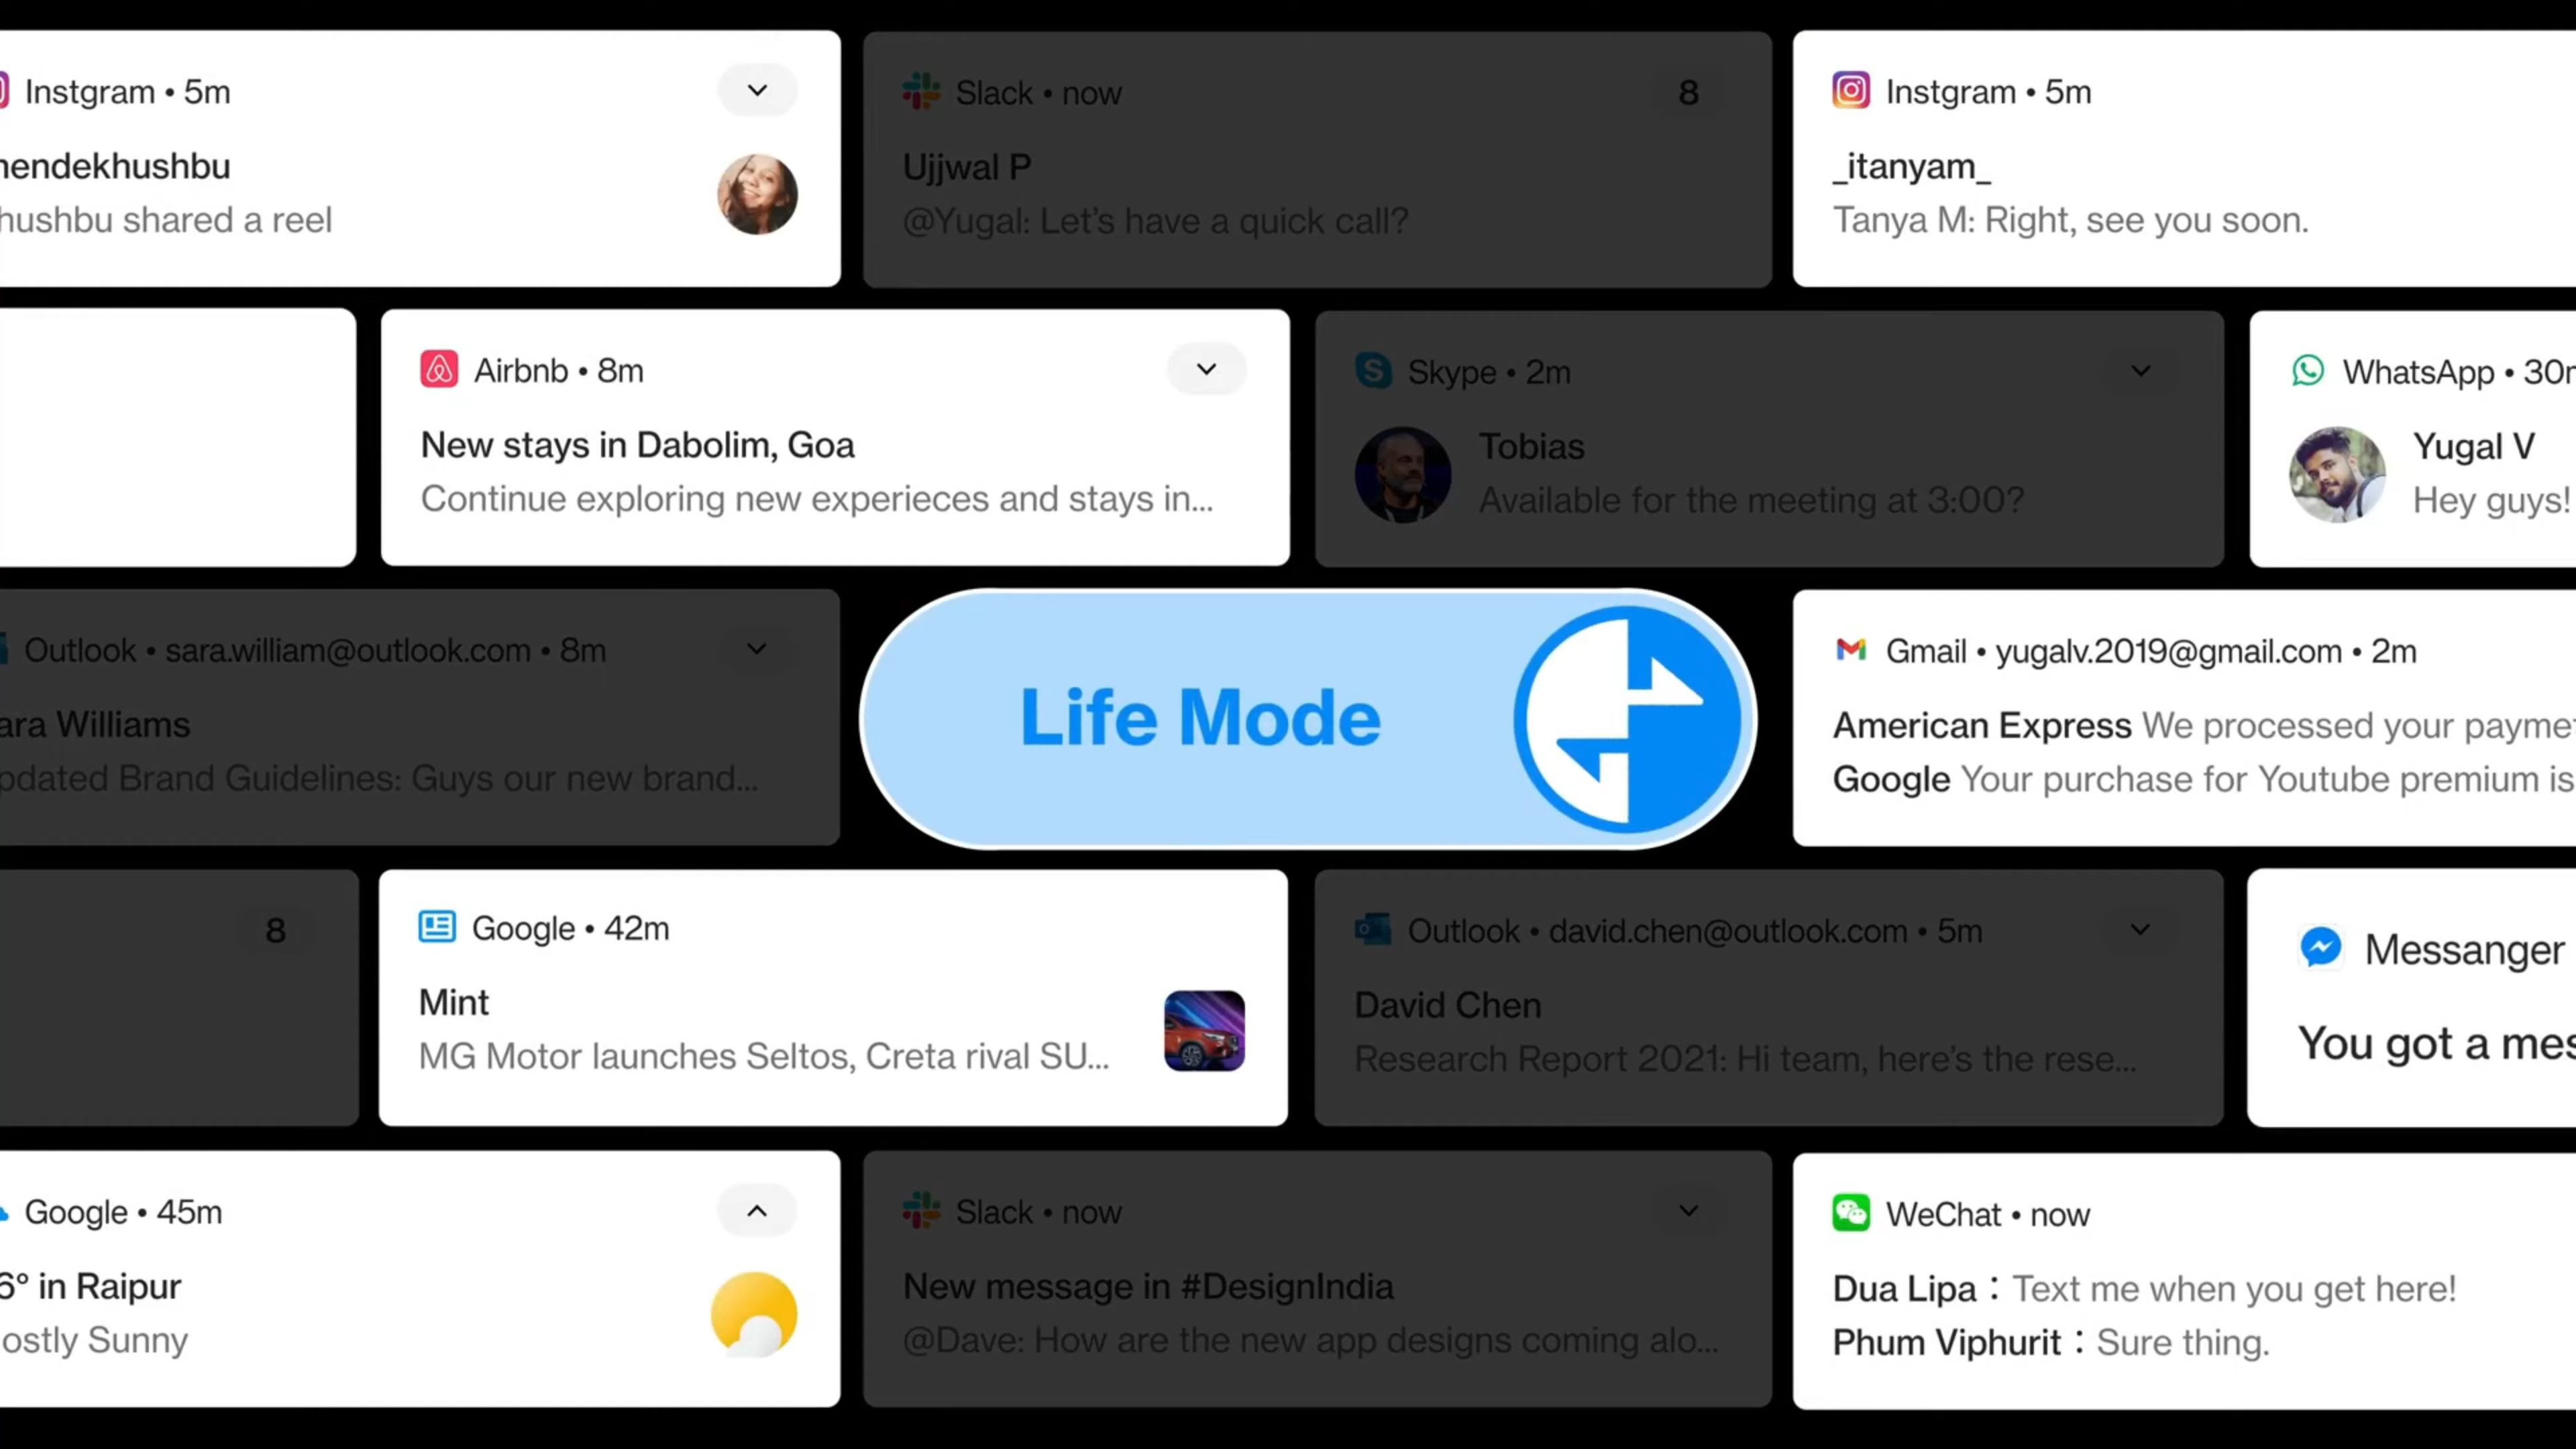 Instgram • 5m
hendekhushbu
hushbu shared a reel
Slack • now
8
Ujjwal P
@Yugal: Let's have a quick call?
Instgram • 5m
_itanyam_
Tanya M: Right, see you soon.
Airbnb • 8m
New stays in Dabolim, Goa
Continue exploring new experieces and stays in...
Skype • 2m
Tobias
Available for the meeting at 3:00?
WhatsApp • 30m
Yugal V
Hey guys!
Outlook • sara.william@outlook.com • 8m
ara Williams
pdated Brand Guidelines: Guys our new brand...
Life Mode
Gmail • yugalv.2019@gmail.com • 2m
American Express We processed your payme
Google Your purchase for Youtube premium is
8
Google • 42m
Mint
MG Motor launches Seltos, Creta rival SU...
Outlook • david.chen@outlook.com • 5m
David Chen
Research Report 2021: Hi team, here's the rese...
Messanger
You got a mes
Google • 45m
6° in Raipur
ostly Sunny
Slack • now
New message in #DesignIndia
@Dave: How are the new app designs coming alo...
WeChat • now
Dua Lipa：Text me when you get here!
Phum Viphurit：Sure thing.